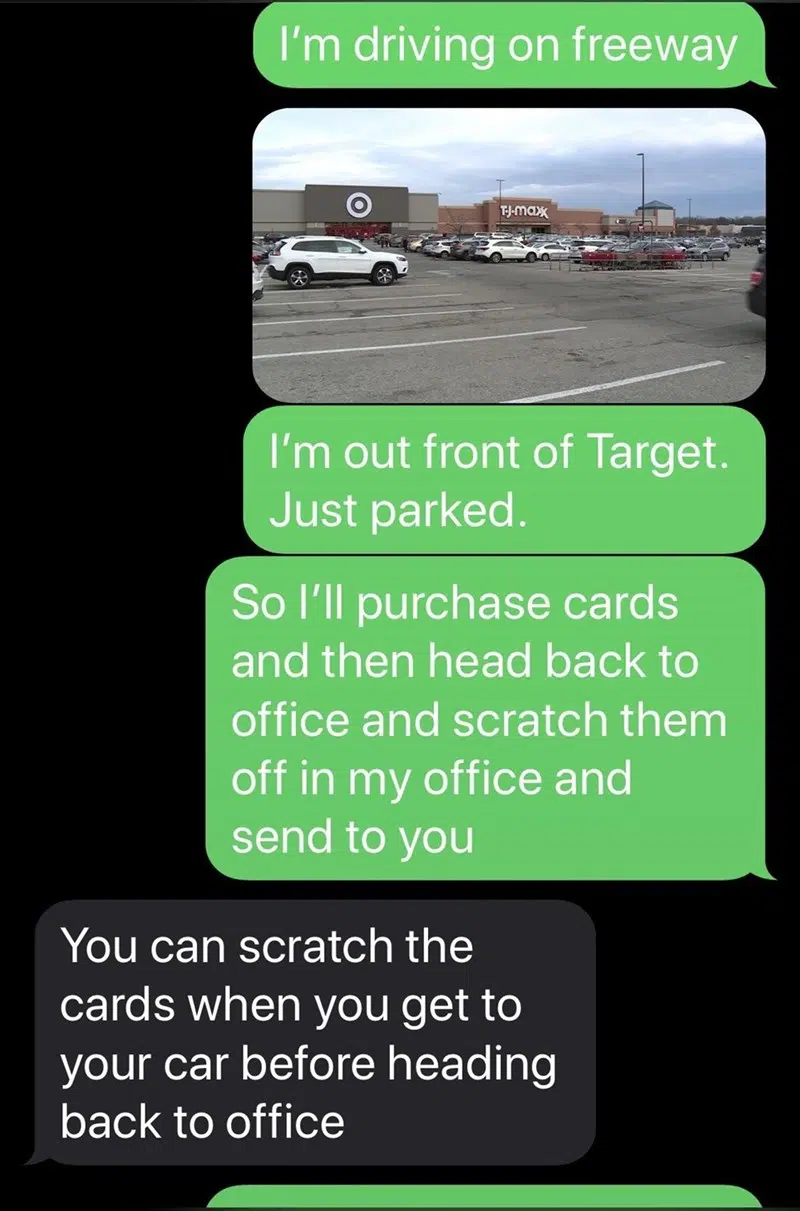 I’m driving on freeway
T·J·maxx
I’m out front of Target.
Just parked.
So I’ll purchase cards
and then head back to
office and scratch them
off in my office and
send to you
You can scratch the
cards when you get to
your car before heading
back to office